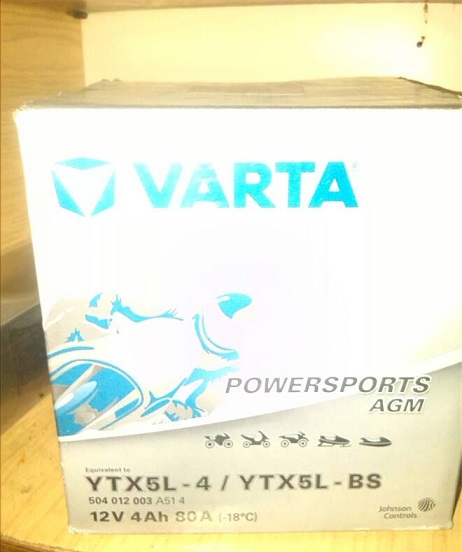 VARTA
POWERSPORTS
AGM
Equivalent to
YTX5L-4 / YTX5L-BS
504 012 003 A51 4
12V 4Ah 80A (-18°C)
Johnson
Controls